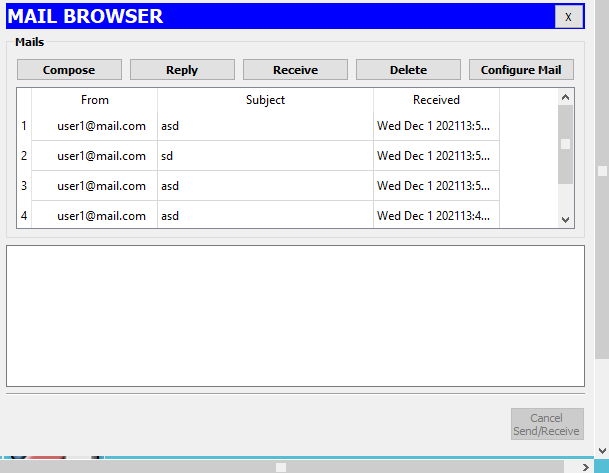 MAIL BROWSER
x
Mails
Compose Reply Receive Delete Configure Mail
From Subject Received
1 user1@mail.com asd Wed Dec 1 202113:5...
2 user1@mail.com sd Wed Dec 1 202113:5...
3 user1@mail.com asd Wed Dec 1 202113:5...
4 user1@mail.com asd Wed Dec 1 202113:4...
Cancel
Send/Receive